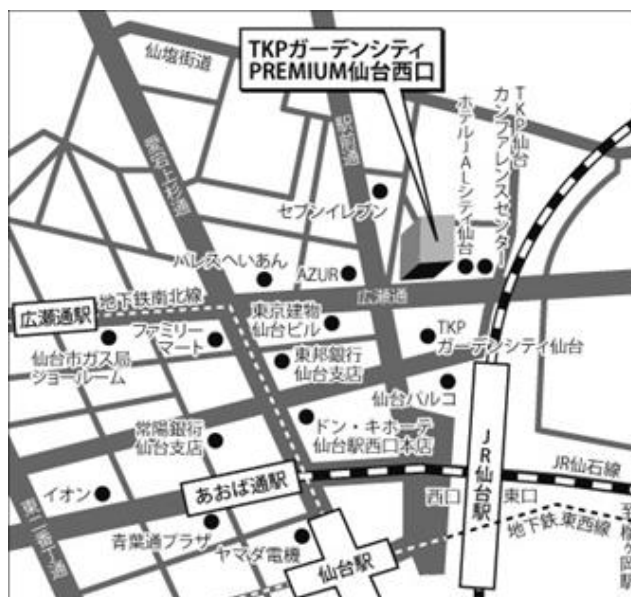 仙塩街道
TKPガーデンシティ
PREMIUM仙台西口
愛宕上杉通
駅前通
TKP仙台
カンファレンスセンター
ホテルJALシティ仙台
セブンイレブン
パレスへいあん
AZUR
広瀬通
地下鉄南北線
広瀬通駅
仙台市ガス局
ショールーム
ファミリー
マート
東京建物
仙台ビル
東邦銀行
仙台支店
TKP
ガーデンシティ仙台
仙台パルコ
常陽銀行
仙台支店
ドン・キホーテ
仙台駅西口本店
イオン
あおば通駅
JR仙台駅
JR仙石線
西口
東口
東二番丁通
青葉通プラザ
ヤマダ電機
仙台駅
地下鉄東西線
至榴ヶ岡駅